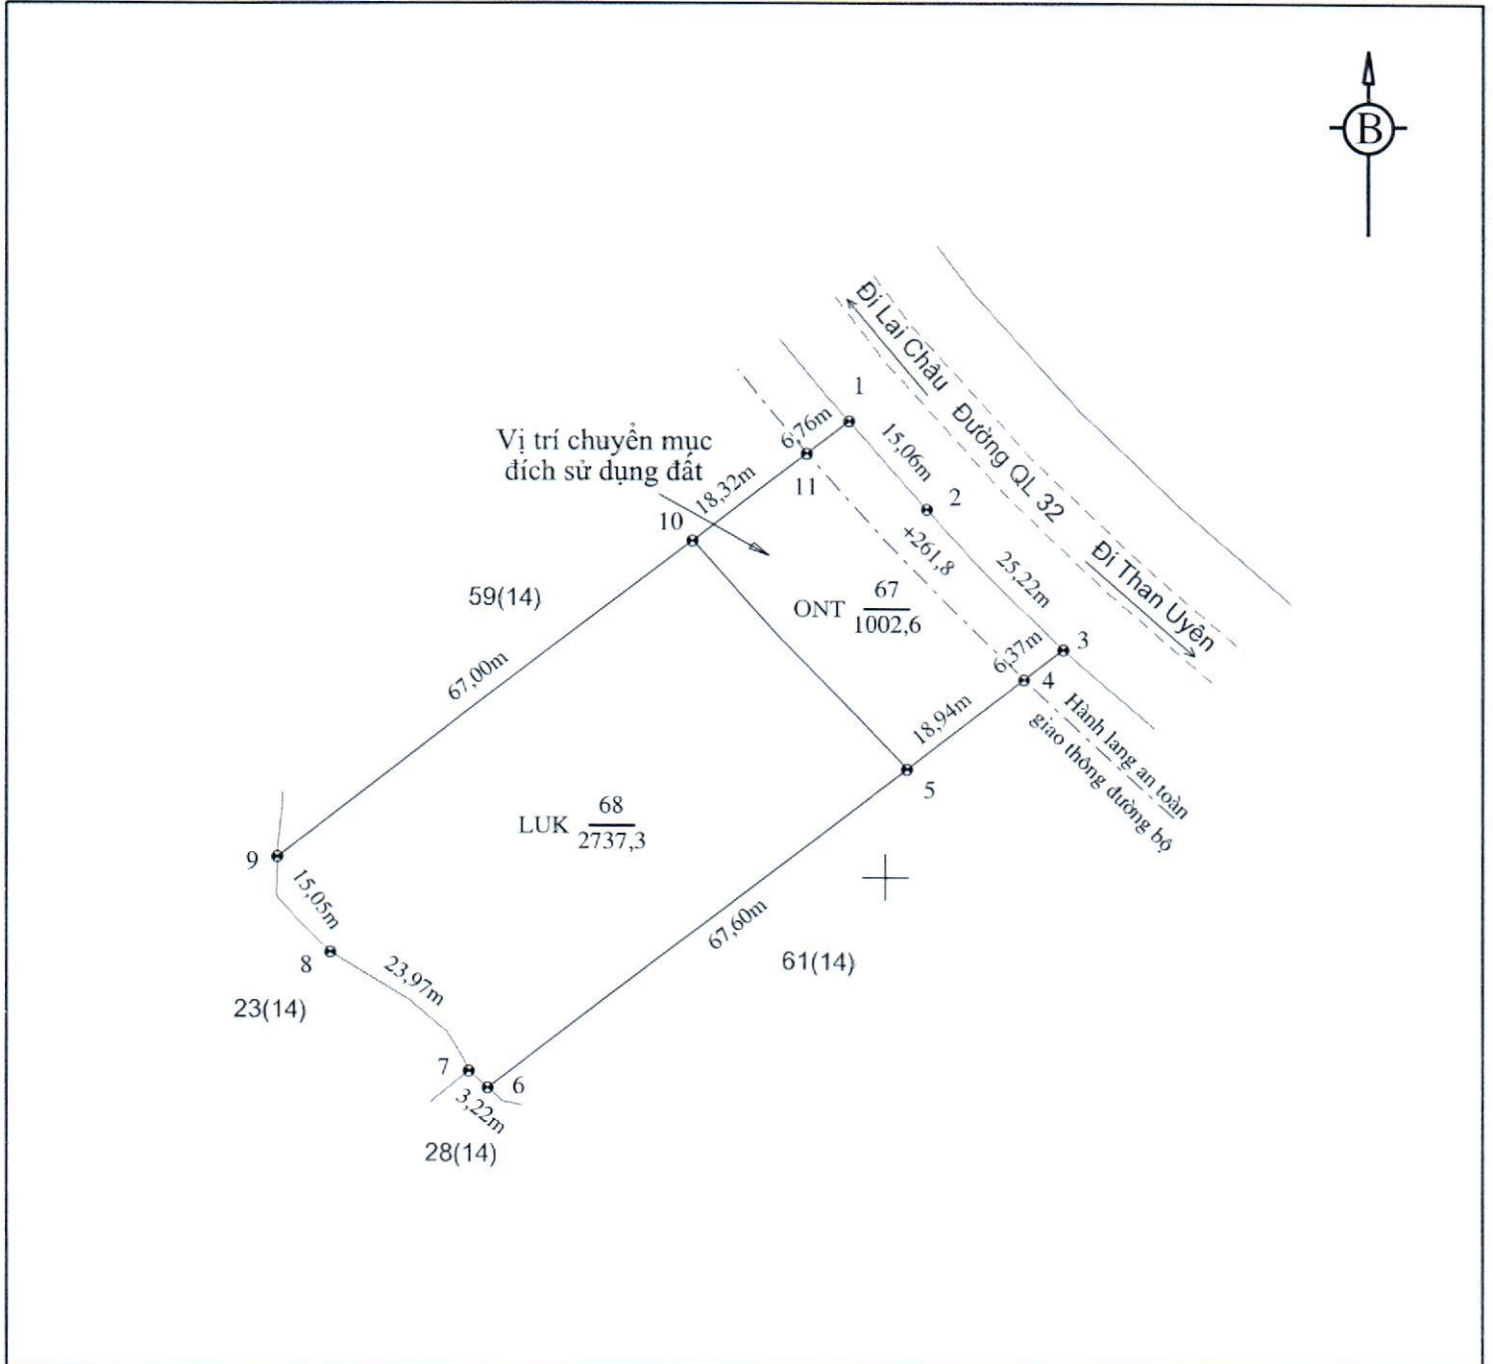 B
Đi Lai Châu
Đường QL 32
Đi Than Uyên
1
6,76m
15,06m
11
2
Vị trí chuyển mục
đích sử dụng đất
18,32m
10
+261,8
25,22m
59(14)
ONT 67
1002,6
6,37m
3
4
67,00m
18,94m
Hành lang an toàn
giao thông đường bộ
5
LUK 68
2737,3
9
15,05m
67,60m
8
23,97m
61(14)
23(14)
7
6
3,22m
28(14)